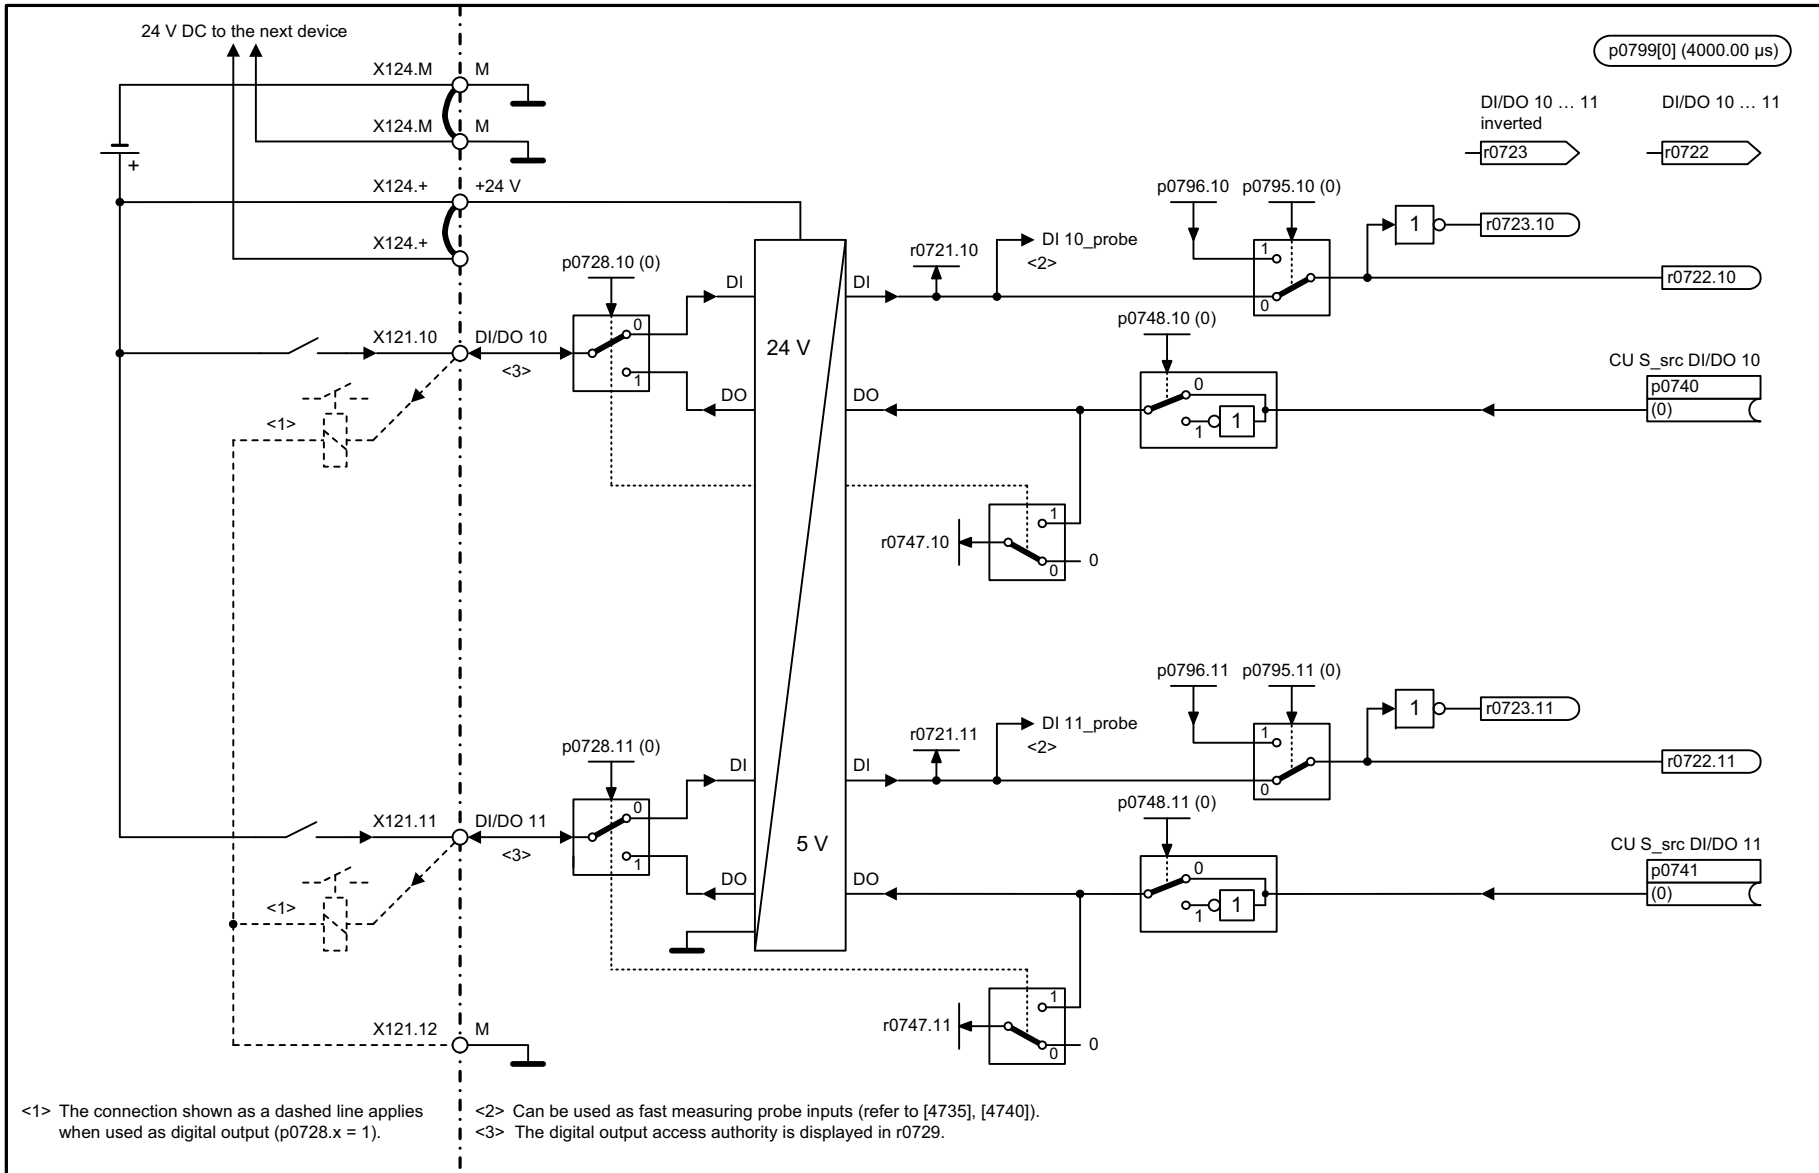 24 V DC to the next device
p0799[0] (4000.00 µs)
X124.M
M
DI/DO 10 … 11
inverted
DI/DO 10 … 11
X124.M
M
r0723
r0722
+
X124.+
+24 V
p0796.10
p0795.10 (0)
1
r0723.10
X124.+
p0728.10 (0)
r0721.10
DI 10_probe
<2>
1
0
r0722.10
DI
DI
p0748.10 (0)
24 V
X121.10
DI/DO 10
<3>
0
1
CU S_src DI/DO 10
p0740
(0)
0
1
1
DO
DO
<1>
r0747.10
1
0
0
p0796.11
p0795.11 (0)
1
r0723.11
p0728.11 (0)
r0721.11
DI 11_probe
<2>
1
0
r0722.11
DI
DI
p0748.11 (0)
X121.11
DI/DO 11
<3>
0
1
5 V
CU S_src DI/DO 11
p0741
(0)
0
1
1
DO
DO
<1>
r0747.11
1
0
0
X121.12
M
<1> The connection shown as a dashed line applies
when used as digital output (p0728.x = 1).
<2> Can be used as fast measuring probe inputs (refer to [4735], [4740]).
<3> The digital output access authority is displayed in r0729.